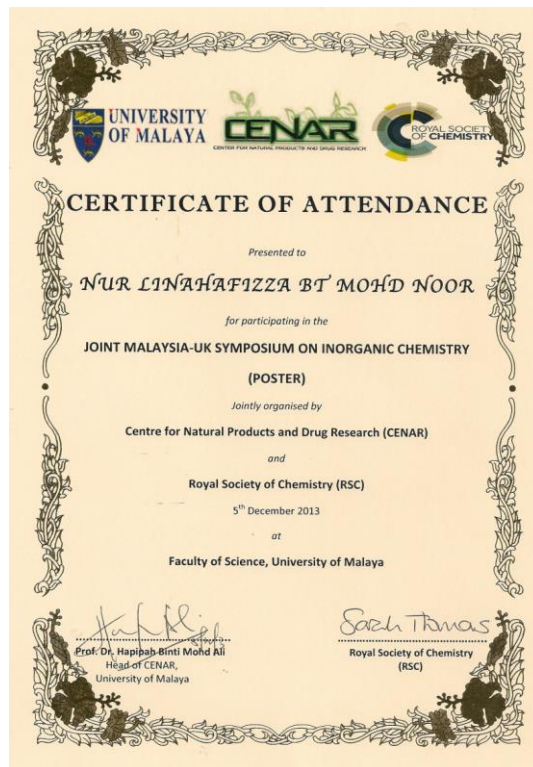 UNIVERSITY
OF MALAYA
CENAR
CENTER FOR NATURAL PRODUCTS AND DRUG RESEARCH
ROYAL SOCIETY
OF CHEMISTRY
CERTIFICATE OF ATTENDANCE
Presented to
NUR LINAHAFIZZA BT MOHD NOOR
for participating in the
JOINT MALAYSIA-UK SYMPOSIUM ON INORGANIC CHEMISTRY
(POSTER)
Jointly organised by
Centre for Natural Products and Drug Research (CENAR)
and
Royal Society of Chemistry (RSC)
5th December 2013
at
Faculty of Science, University of Malaya
Sarah Thomas
Prof. Dr. Hapipah Binti Mohd Ali
Head of CENAR,
University of Malaya
Royal Society of Chemistry
(RSC)